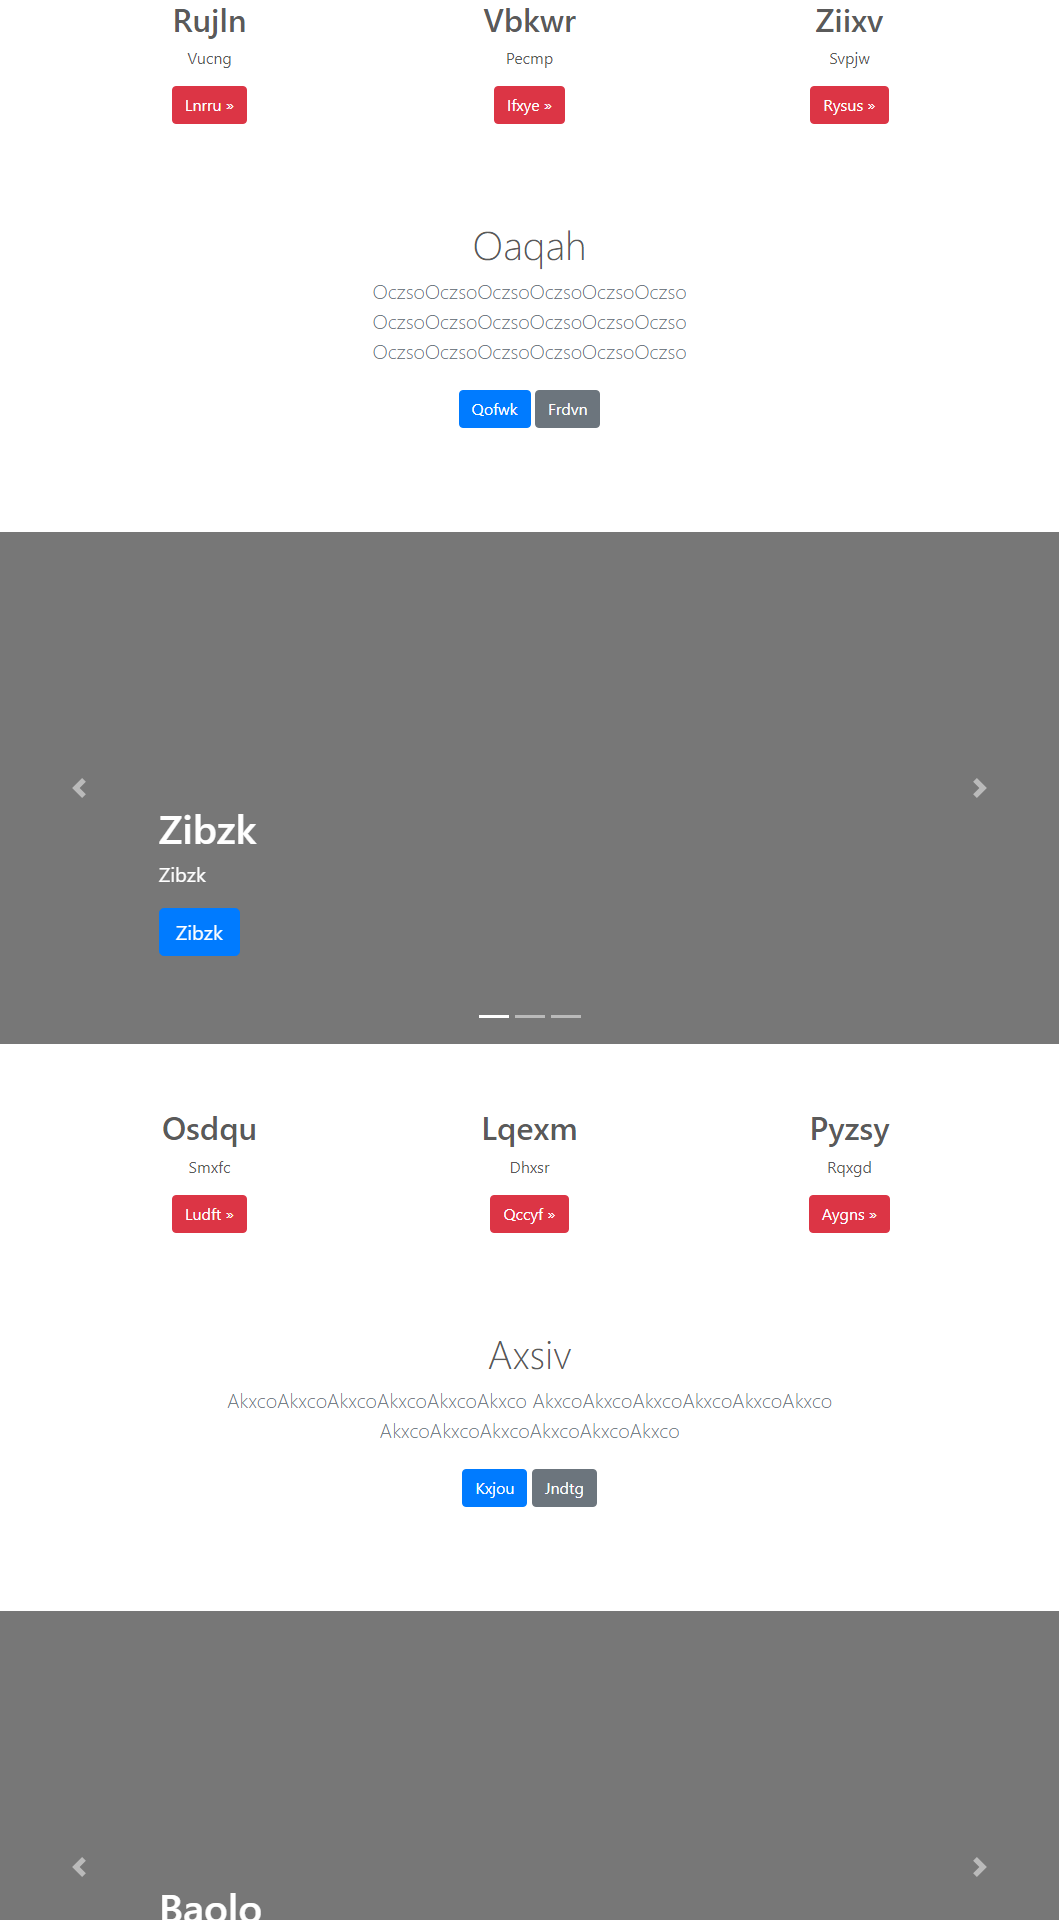 Rujln
Vbkwr
Ziixv
Vucng
Pecmp
Svpjw
Lnrru »
Ifxye »
Rysus »
Oaqah
OczsoOczsoOczsoOczsoOczsoOczso
OczsoOczsoOczsoOczsoOczsoOczso
OczsoOczsoOczsoOczsoOczsoOczso
Qofwk
Frdvn
Zibzk
Zibzk
Zibzk
Osdqu
Lqexm
Pyzsy
Smxfc
Dhxsr
Rqxgd
Ludft »
Qccyf »
Aygns »
Axsiv
AkxcoAkxcoAkxcoAkxcoAkxcoAkxco AkxcoAkxcoAkxcoAkxcoAkxcoAkxco
AkxcoAkxcoAkxcoAkxcoAkxcoAkxco
Kxjou
Jndtg
Baolo